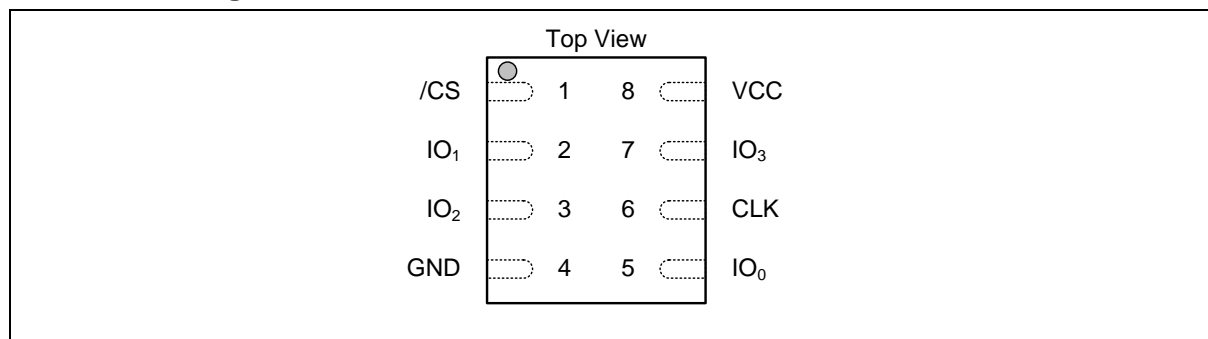 Top View
/CS 1 8 VCC
IO₁ 2 7 IO₃
IO₂ 3 6 CLK
GND 4 5 IO₀